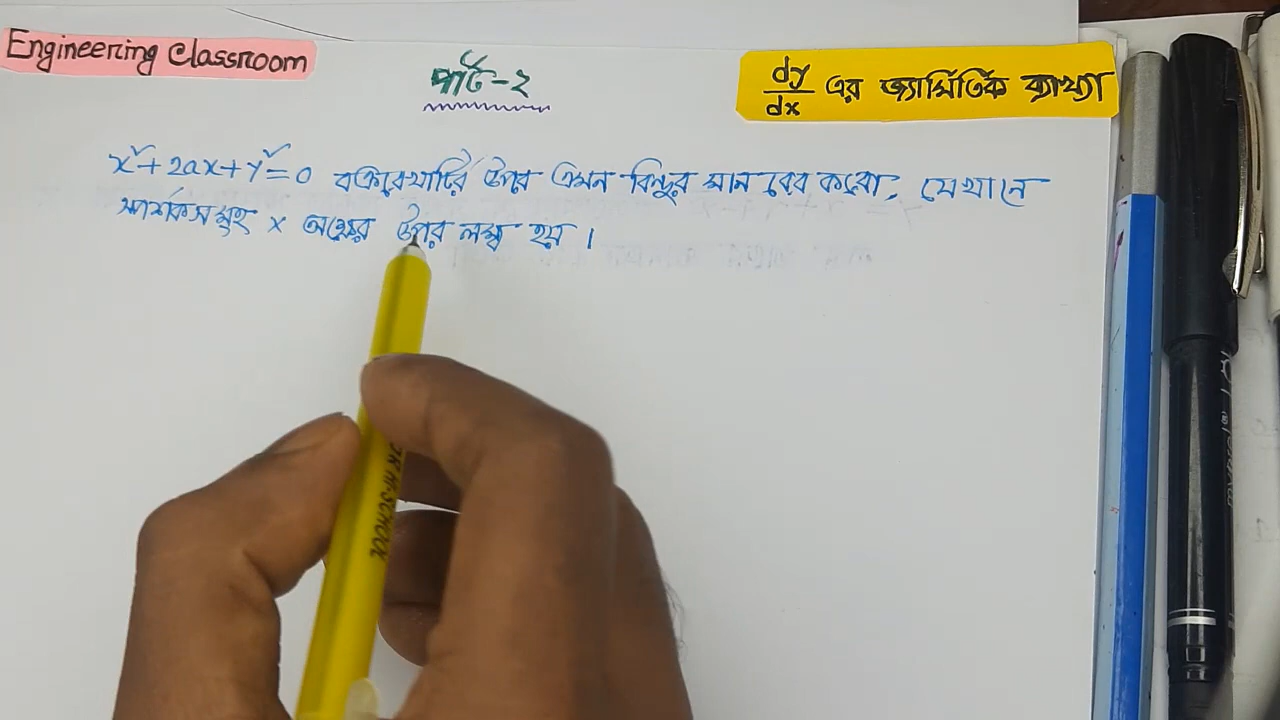 Engineering Classroom
পার্ট-২
dy/dx এর জ্যামিতিক ব্যাখ্যা
x²+2ax+y²=0 বক্ররেখাটির উপর এমন বিন্দুর মান বের করো, যেখানে
স্পর্শকসমূহ x অক্ষের উপর লম্ব হয়।